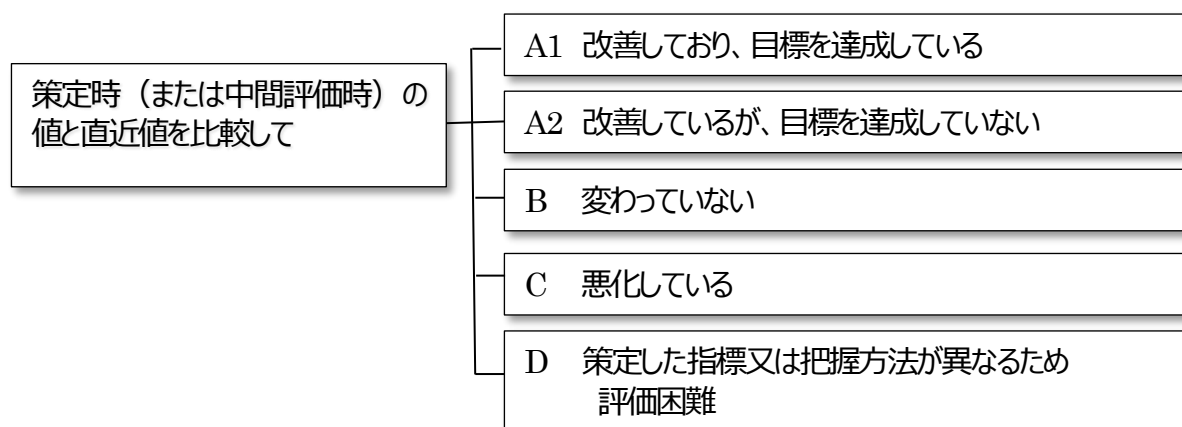 策定時（または中間評価時）の
値と直近値を比較して
A1 改善しており、目標を達成している
A2 改善しているが、目標を達成していない
B 変わっていない
C 悪化している
D 策定した指標又は把握方法が異なるため
評価困難